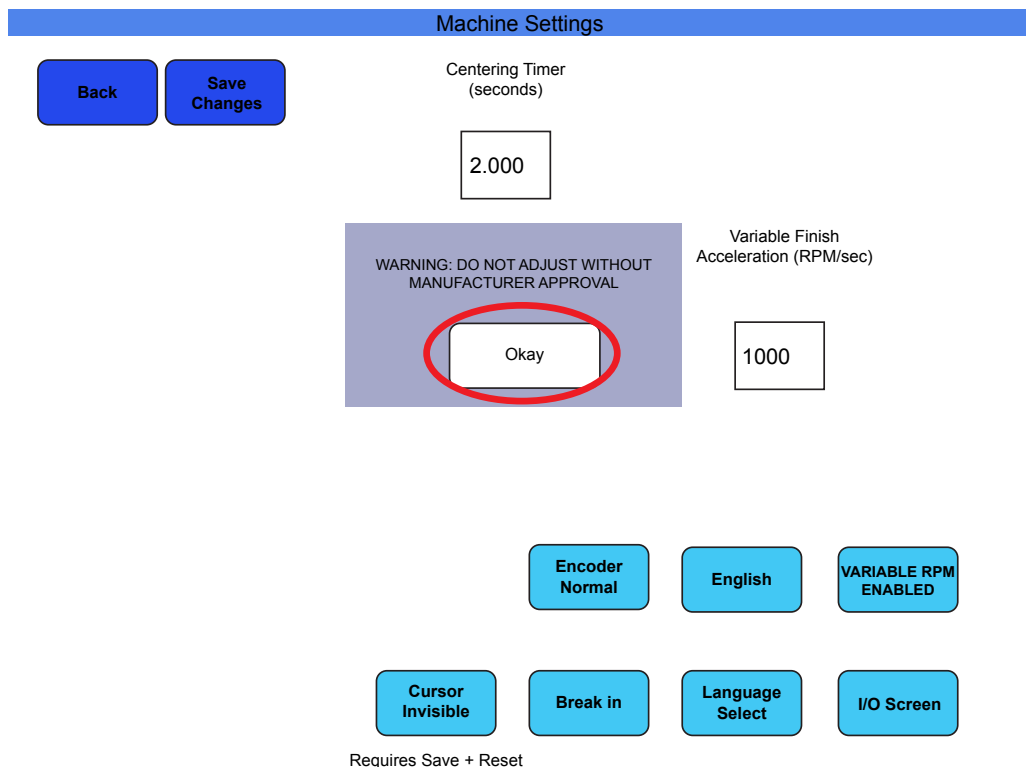 Machine Settings
Back
Save
Changes
Centering Timer
(seconds)
2.000
WARNING: DO NOT ADJUST WITHOUT
MANUFACTURER APPROVAL
Okay
Variable Finish
Acceleration (RPM/sec)
1000
Encoder
Normal
English
VARIABLE RPM
ENABLED
Cursor
Invisible
Break in
Language
Select
I/O Screen
Requires Save + Reset